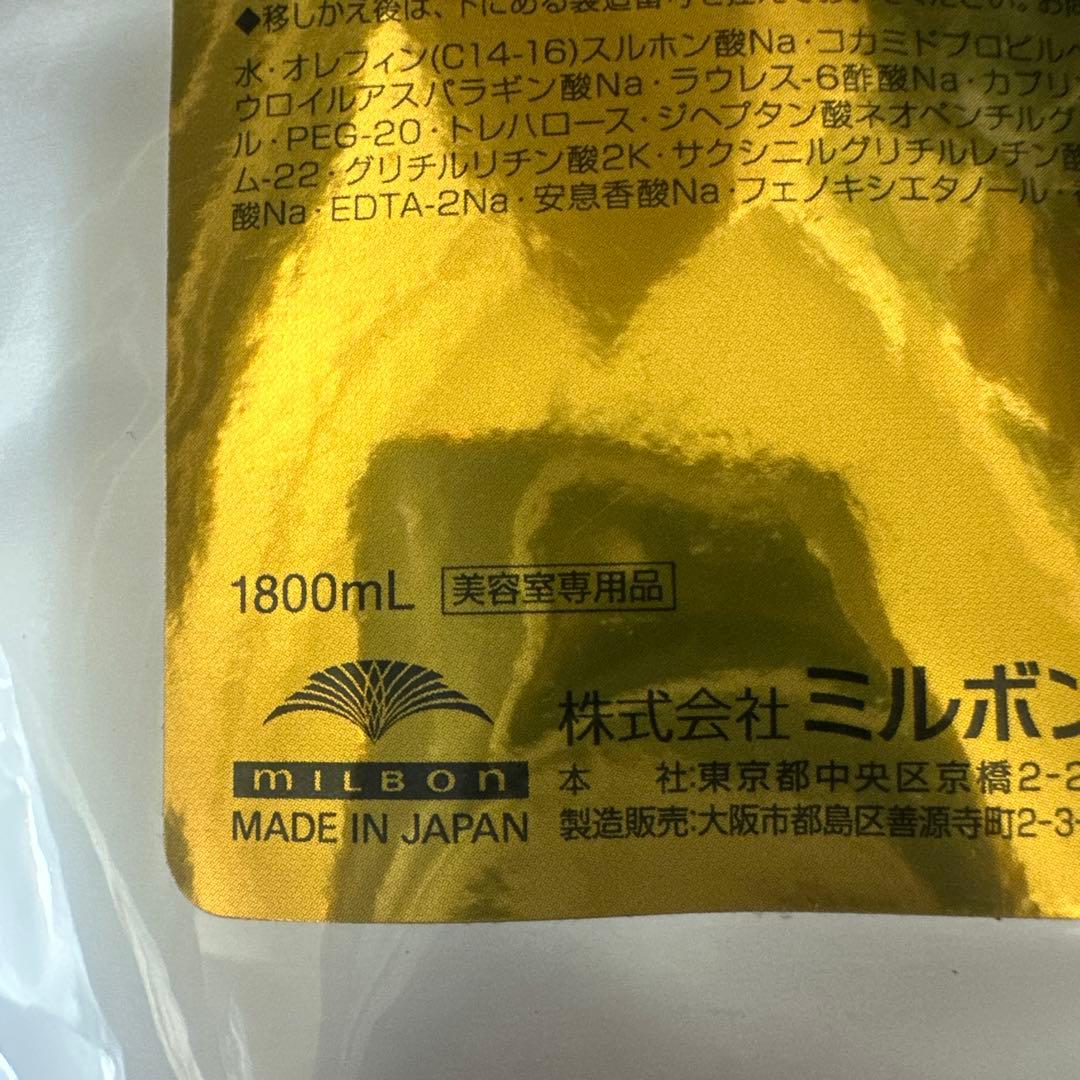 ◆移しかえ後は、下にある製造番号を控えておいてください。お
水・オレフィン(C14-16)スルホン酸Na・コカミドプロピルベ
ウロイルアスパラギン酸Na・ラウレス-6酢酸Na・カプリン
ル・PEG-20・トレハロース・ジヘプタン酸ネオペンチルグ
ム-22・グリチルリチン酸2K・サクシニルグリチルレチン酸
酸Na・EDTA-2Na・安息香酸Na・フェノキシエタノール・
1800mL 美容室専用品
株式会社ミルボン
MILBON 本 社:東京都中央区京橋2-2
MADE IN JAPAN 製造販売:大阪市都島区善源寺町2-3-